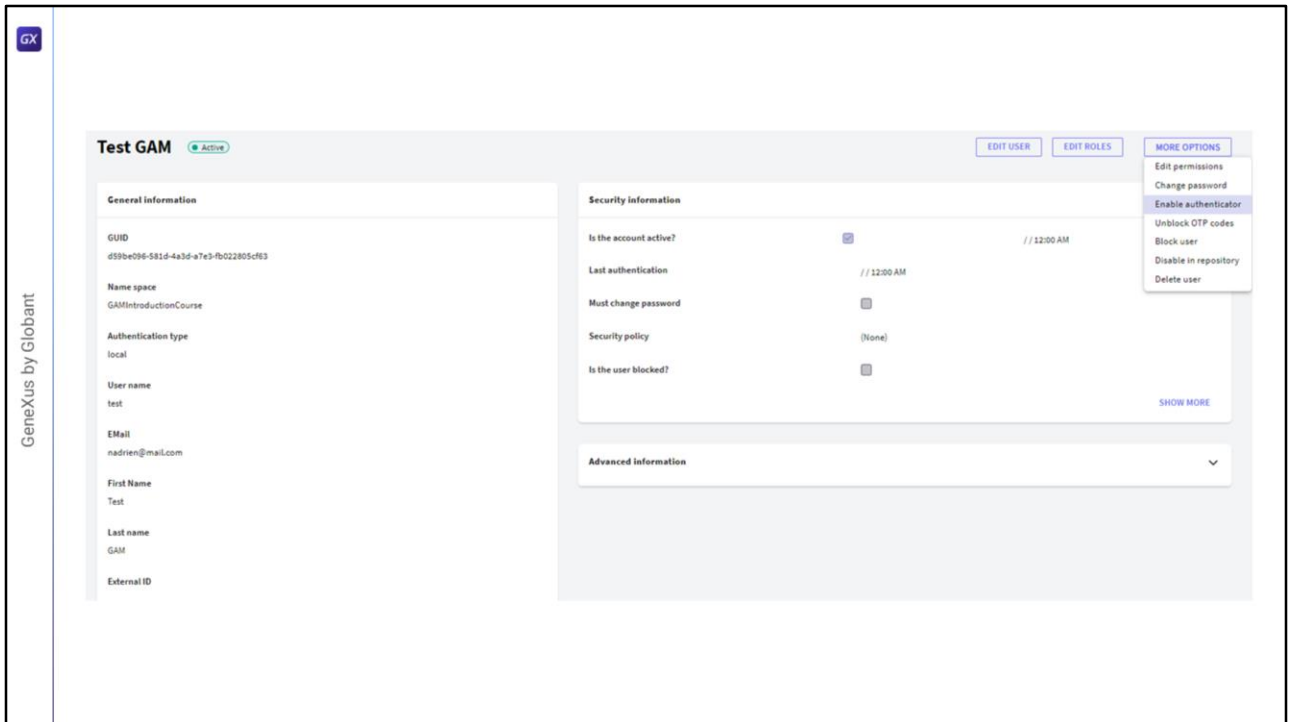 GX
GeneXus by Globant
Test GAM
Active
EDIT USER
EDIT ROLES
MORE OPTIONS
Edit permissions
Change password
Enable authenticator
Unblock OTP codes
Block user
Disable in repository
Delete user
General information
GUID
d59be096-581d-4a3d-a7e3-fb022805cf63
Name space
GAMIntroductionCourse
Authentication type
local
User name
test
EMail
nadrien@mail.com
First Name
Test
Last name
GAM
External ID
Security information
Is the account active?
/ / 12:00 AM
Last authentication
/ / 12:00 AM
Must change password
Security policy
(None)
Is the user blocked?
SHOW MORE
Advanced information